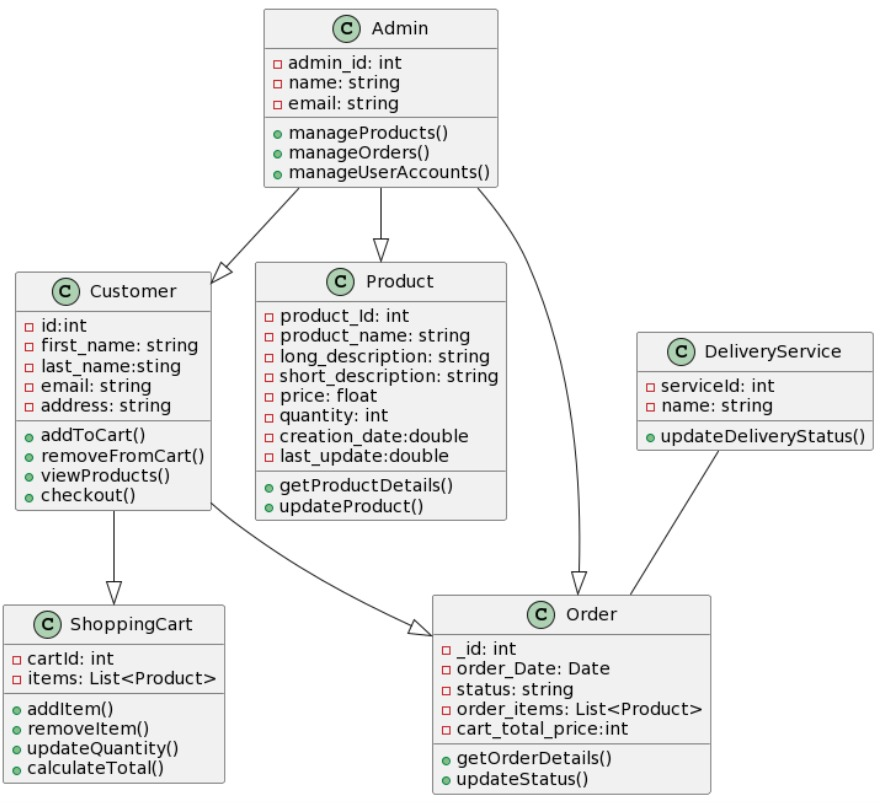 C Admin
admin_id: int
name: string
email: string
manageProducts()
manageOrders()
manageUserAccounts()
C Customer
id:int
first_name: string
last_name:sting
email: string
address: string
addToCart()
removeFromCart()
viewProducts()
checkout()
C Product
product_Id: int
product_name: string
long_description: string
short_description: string
price: float
quantity: int
creation_date:double
last_update:double
getProductDetails()
updateProduct()
C DeliveryService
serviceId: int
name: string
updateDeliveryStatus()
C ShoppingCart
cartId: int
items: List<Product>
addItem()
removeItem()
updateQuantity()
calculateTotal()
C Order
_id: int
order_Date: Date
status: string
order_items: List<Product>
cart_total_price:int
getOrderDetails()
updateStatus()